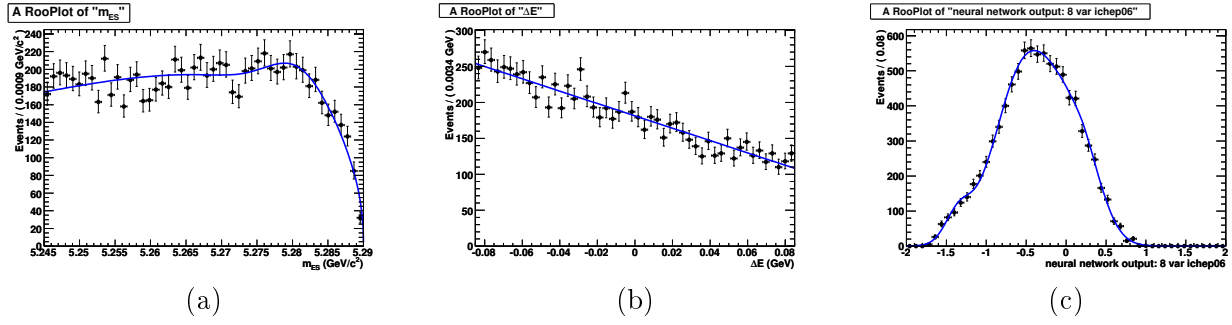 A RooPlot of "m_ES"
Events / ( 0.0009 GeV/c² )
240
220
200
180
160
140
120
100
80
60
40
20
0
5.245 5.25 5.255 5.26 5.265 5.27 5.275 5.28 5.285 5.29
m_ES (GeV/c²)
(a)
A RooPlot of "ΔE"
Events / ( 0.0034 GeV )
300
250
200
150
100
50
0
-0.08 -0.06 -0.04 -0.02 0 0.02 0.04 0.06 0.08
ΔE (GeV)
(b)
A RooPlot of "neural network output: 8 var ichep06"
Events / ( 0.08 )
600
500
400
300
200
100
0
-2 -1.5 -1 -0.5 0 0.5 1 1.5 2
neural network output: 8 var ichep06
(c)